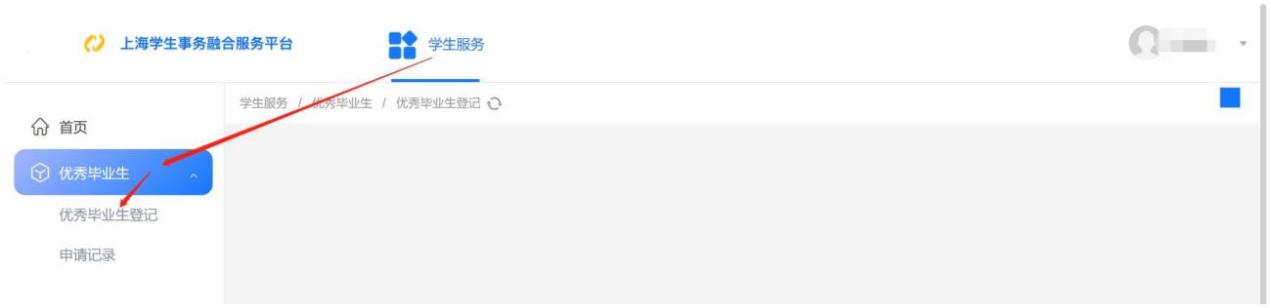 上海学生事务融合服务平台 学生服务
学生服务 / 优秀毕业生 / 优秀毕业生登记
首页
优秀毕业生
优秀毕业生登记
申请记录